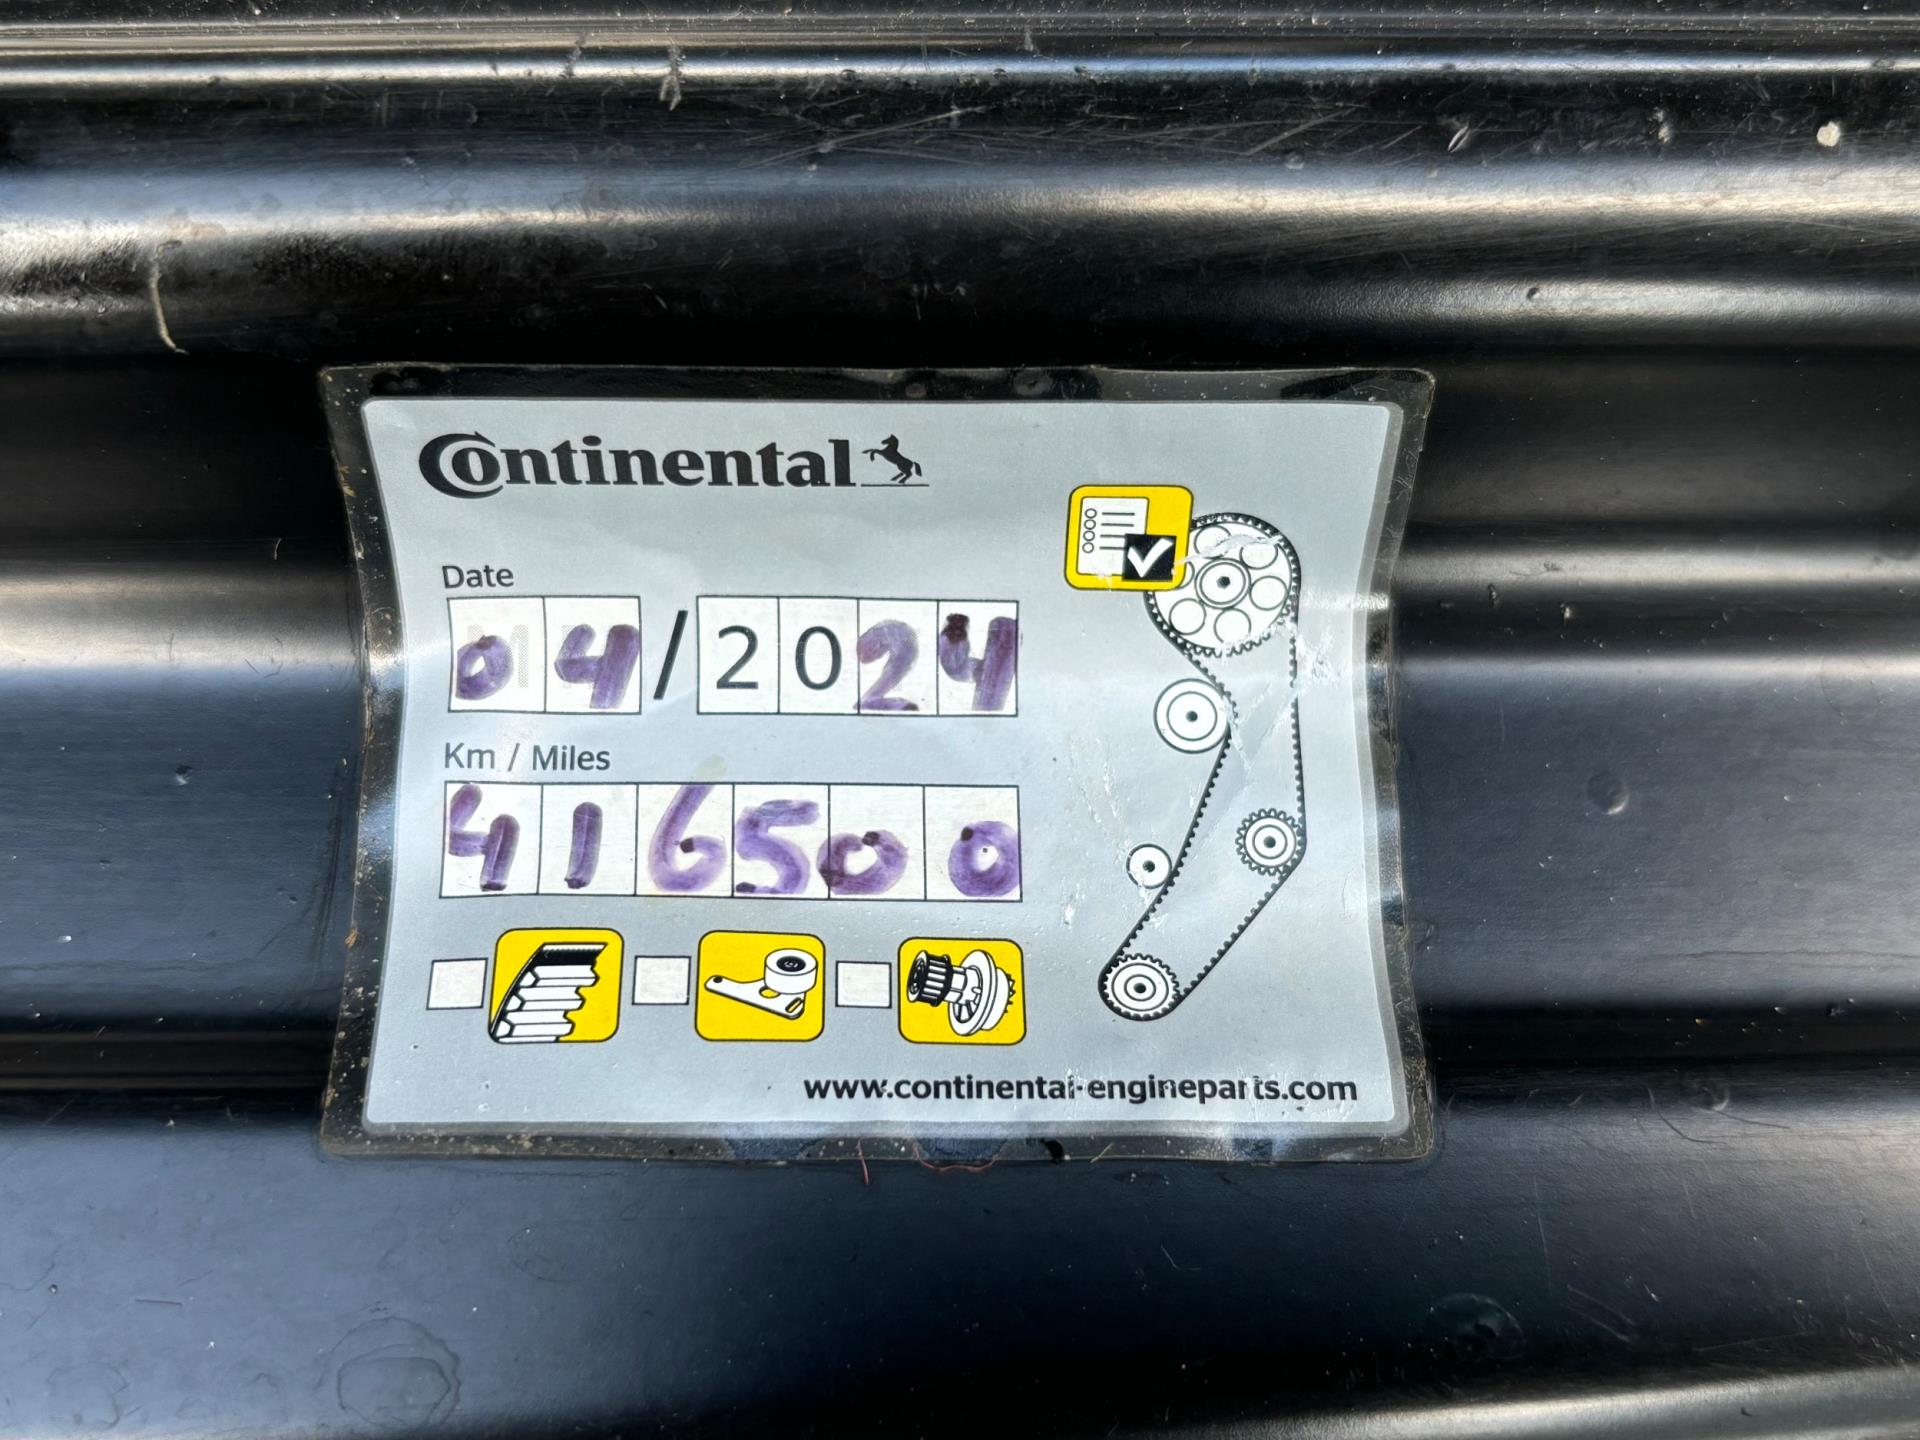 Continental
Date
04/2024
Km / Miles
416500
www.continental-engineparts.com